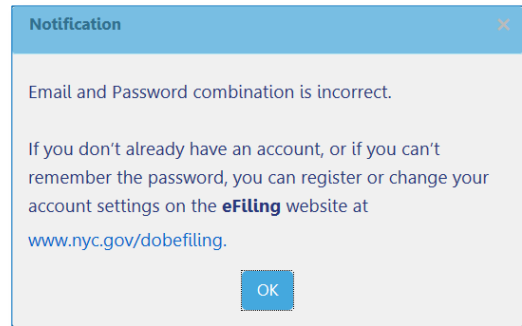 Notification ×
Email and Password combination is incorrect.
If you don't already have an account, or if you can't
remember the password, you can register or change your
account settings on the eFiling website at
www.nyc.gov/dobefiling.
OK